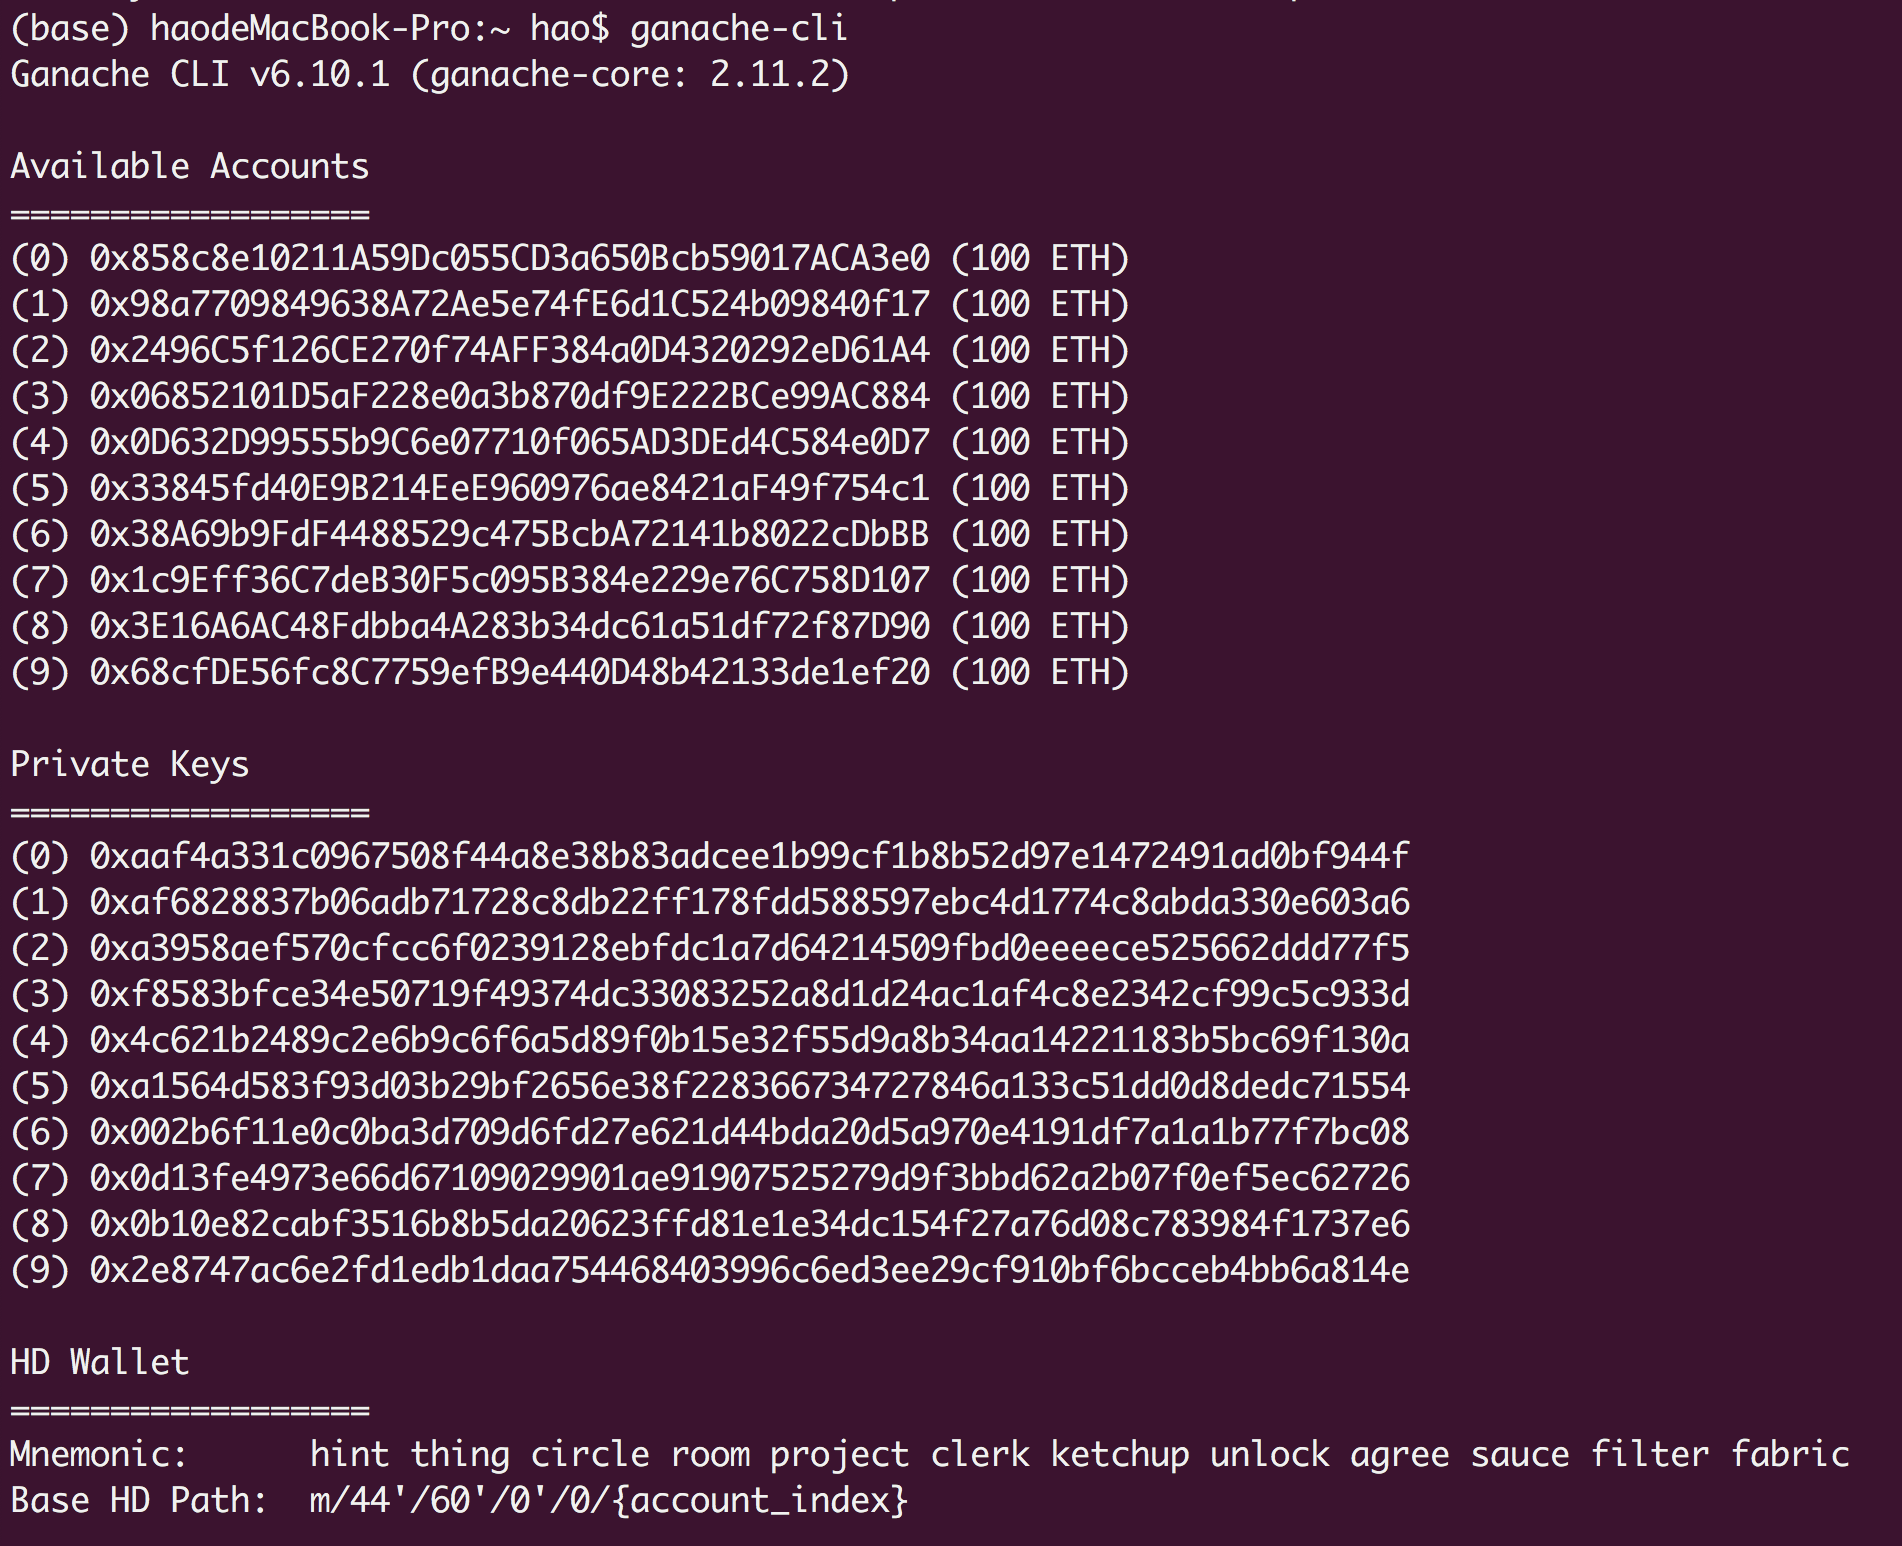 (base) haodeMacBook-Pro:~ hao$ ganache-cli
Ganache CLI v6.10.1 (ganache-core: 2.11.2)
Available Accounts
==================
(0) 0x858c8e10211A59Dc055CD3a650Bcb59017ACA3e0 (100 ETH)
(1) 0x98a7709849638A72Ae5e74fE6d1C524b09840f17 (100 ETH)
(2) 0x2496C5f126CE270f74AFF384a0D4320292eD61A4 (100 ETH)
(3) 0x06852101D5aF228e0a3b870df9E222BCe99AC884 (100 ETH)
(4) 0x0D632D99555b9C6e07710f065AD3DEd4C584e0D7 (100 ETH)
(5) 0x33845fd40E9B214EeE960976ae8421aF49f754c1 (100 ETH)
(6) 0x38A69b9FdF4488529c475BcbA72141b8022cDbBB (100 ETH)
(7) 0x1c9Eff36C7deB30F5c095B384e229e76C758D107 (100 ETH)
(8) 0x3E16A6AC48Fdbba4A283b34dc61a51df72f87D90 (100 ETH)
(9) 0x68cfDE56fc8C7759efB9e440D48b42133de1ef20 (100 ETH)
Private Keys
==================
(0) 0xaaf4a331c0967508f44a8e38b83adcee1b99cf1b8b52d97e1472491ad0bf944f
(1) 0xaf6828837b06adb71728c8db22ff178fdd588597ebc4d1774c8abda330e603a6
(2) 0xa3958aef570cfcc6f0239128ebfdc1a7d64214509fbd0eeeece525662ddd77f5
(3) 0xf8583bfce34e50719f49374dc33083252a8d1d24ac1af4c8e2342cf99c5c933d
(4) 0x4c621b2489c2e6b9c6f6a5d89f0b15e32f55d9a8b34aa14221183b5bc69f130a
(5) 0xa1564d583f93d03b29bf2656e38f228366734727846a133c51dd0d8dedc71554
(6) 0x002b6f11e0c0ba3d709d6fd27e621d44bda20d5a970e4191df7a1a1b77f7bc08
(7) 0x0d13fe4973e66d67109029901ae91907525279d9f3bbd62a2b07f0ef5ec62726
(8) 0x0b10e82cabf3516b8b5da20623ffd81e1e34dc154f27a76d08c783984f1737e6
(9) 0x2e8747ac6e2fd1edb1daa754468403996c6ed3ee29cf910bf6bcceb4bb6a814e
HD Wallet
==================
Mnemonic:      hint thing circle room project clerk ketchup unlock agree sauce filter fabric
Base HD Path:  m/44'/60'/0'/0/{account_index}